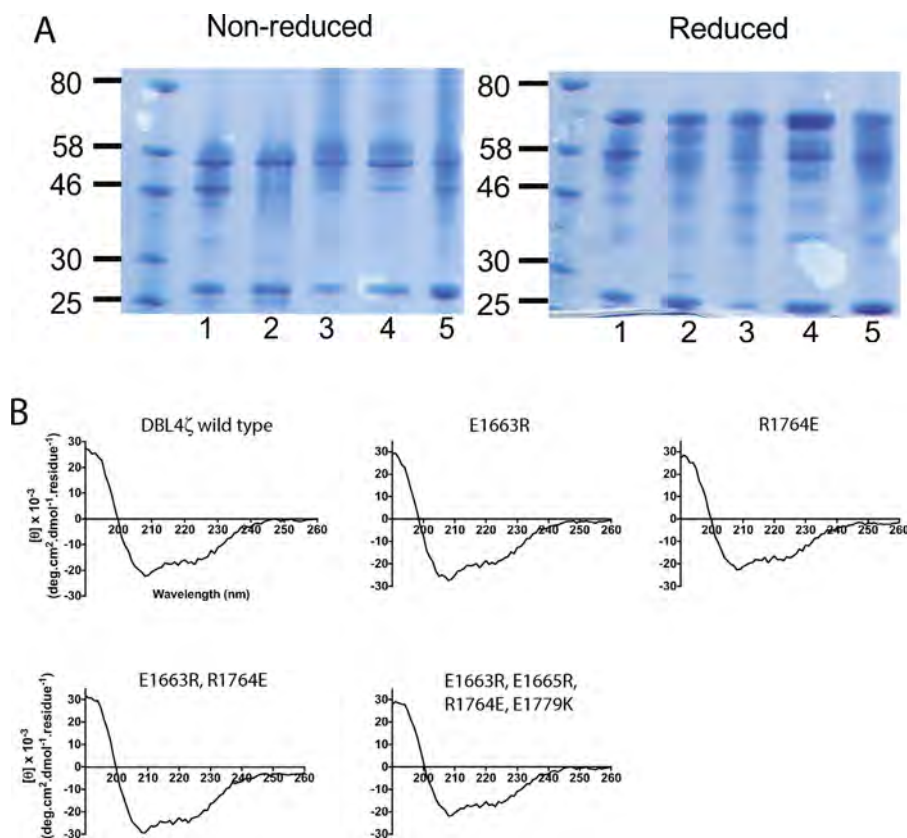 A
Non-reduced
Reduced
80
58
46
30
25
1 2 3 4 5
80
58
46
30
25
1 2 3 4 5
B
DBL4ζ wild type
[θ] x 10⁻³
(deg.cm².dmol⁻¹.residue⁻¹)
30
20
10
0
-10
-20
-30
200 210 220 230 240 250 260
Wavelength (nm)
E1663R
30
20
10
0
-10
-20
-30
200 210 220 230 240 250 260
R1764E
30
20
10
0
-10
-20
-30
200 210 220 230 240 250 260
E1663R, R1764E
[θ] x 10⁻³
(deg.cm².dmol⁻¹.residue⁻¹)
30
20
10
0
-10
-20
-30
200 210 220 230 240 250 260
E1663R, E1665R,
R1764E, E1779K
30
20
10
0
-10
-20
-30
200 210 220 230 240 250 260